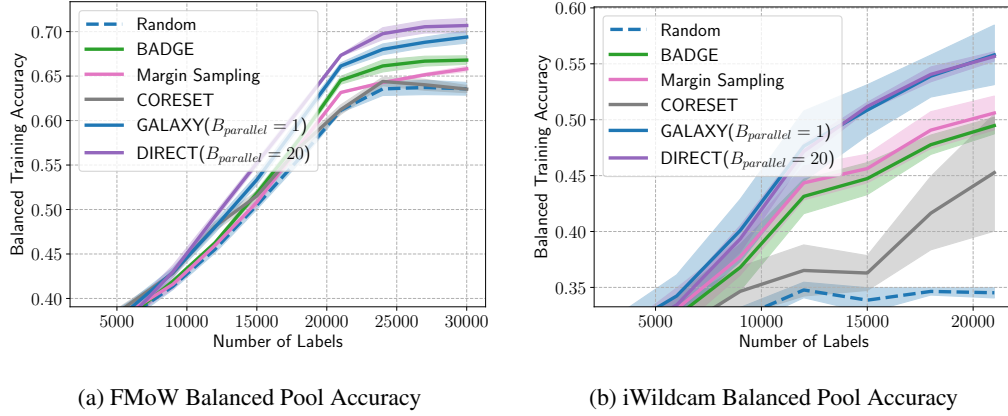 Balanced Training Accuracy
0.70
0.65
0.60
0.55
0.50
0.45
0.40
Random
BADGE
Margin Sampling
CORESET
GALAXY(B_parallel = 1)
DIRECT(B_parallel = 20)
5000 10000 15000 20000 25000 30000
Number of Labels
(a) FMoW Balanced Pool Accuracy
Balanced Training Accuracy
0.60
0.55
0.50
0.45
0.40
0.35
Random
BADGE
Margin Sampling
CORESET
GALAXY(B_parallel = 1)
DIRECT(B_parallel = 20)
5000 10000 15000 20000
Number of Labels
(b) iWildcam Balanced Pool Accuracy